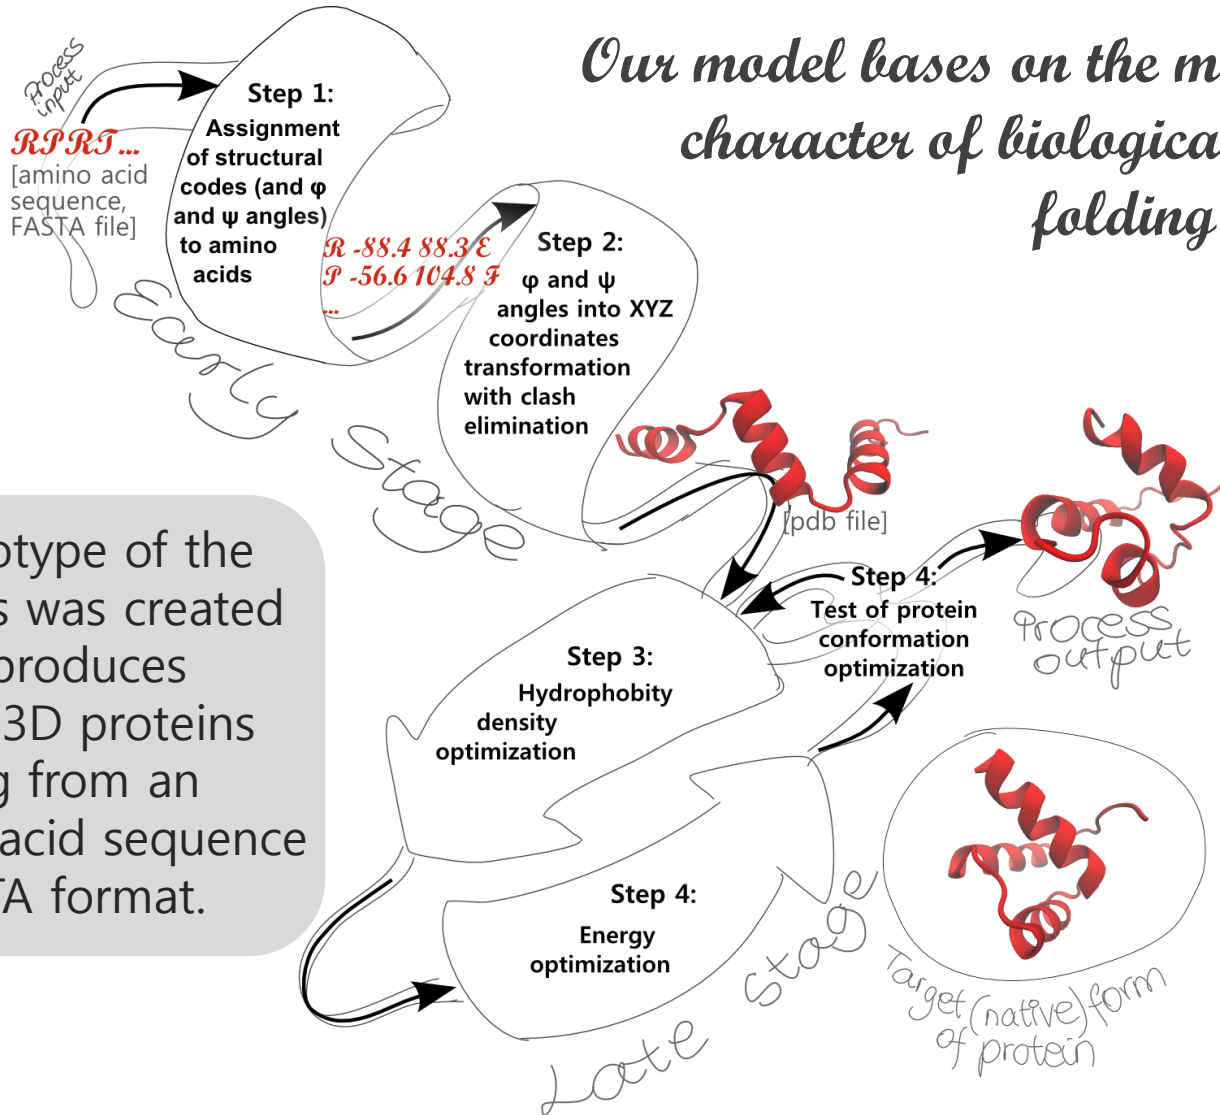 Our model bases on the m
character of biologica
folding
Process
input
RPRT...
[amino acid
sequence,
FASTA file]
Step 1:
Assignment
of structural
codes (and φ
and ψ angles)
to amino
acids
R -88.4 88.3 E
P -56.6 104.8 F
...
Step 2:
φ and ψ
angles into XYZ
coordinates
transformation
with clash
elimination
Early Stage
[pdb file]
Step 3:
Hydrophobity
density
optimization
Step 4:
Test of protein
conformation
optimization
Process
output
Step 4:
Energy
optimization
Late Stage
Target (native) form
of protein
otype of the
s was created
produces
3D proteins
g from an
acid sequence
TA format.